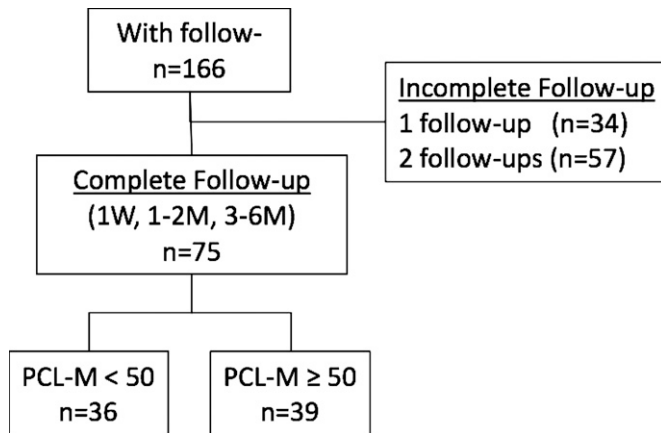 With follow-
n=166
Incomplete Follow-up
1 follow-up (n=34)
2 follow-ups (n=57)
Complete Follow-up
(1W, 1-2M, 3-6M)
n=75
PCL-M < 50
n=36
PCL-M ≥ 50
n=39